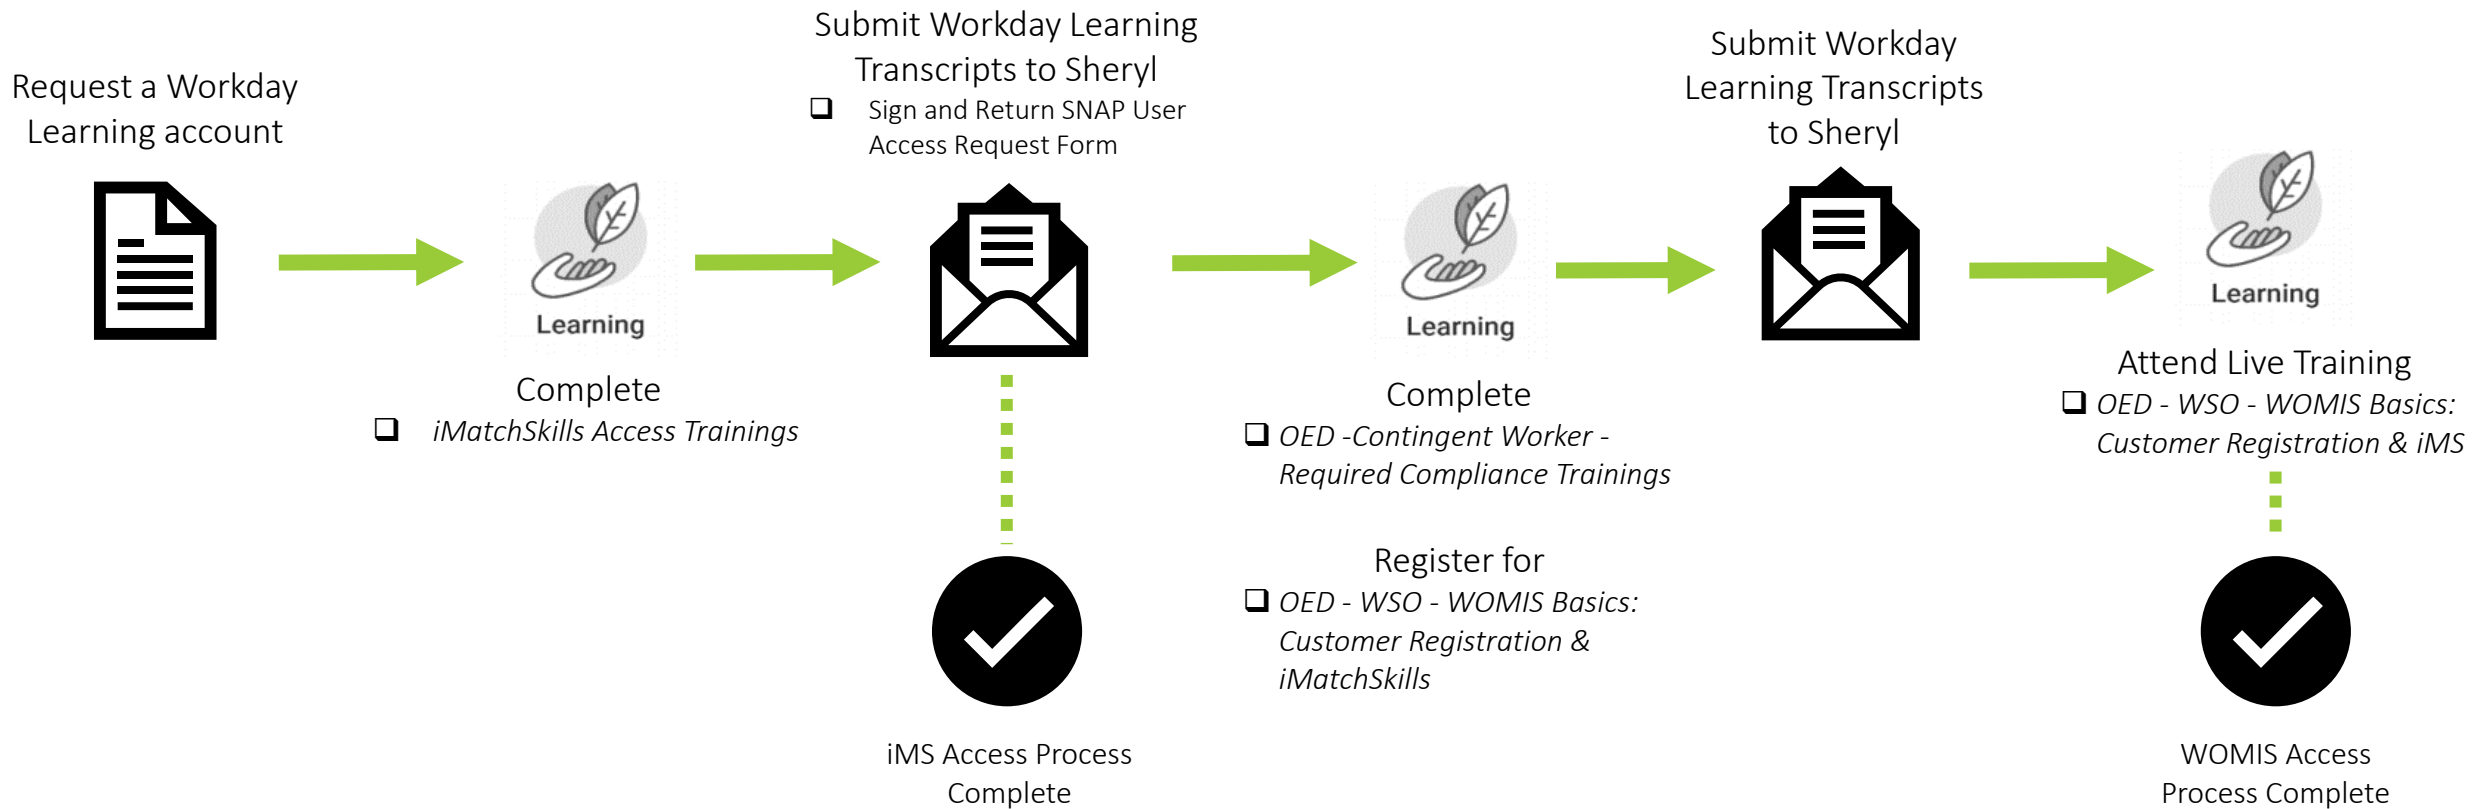 Request a Workday
Learning account
Learning
Complete
iMatchSkills Access Trainings
Submit Workday Learning
Transcripts to Sheryl
Sign and Return SNAP User
Access Request Form
iMS Access Process
Complete
Learning
Complete
OED -Contingent Worker -
Required Compliance Trainings
Register for
OED - WSO - WOMIS Basics:
Customer Registration &
iMatchSkills
Submit Workday
Learning Transcripts
to Sheryl
Learning
Attend Live Training
OED - WSO - WOMIS Basics:
Customer Registration & iMS
WOMIS Access
Process Complete